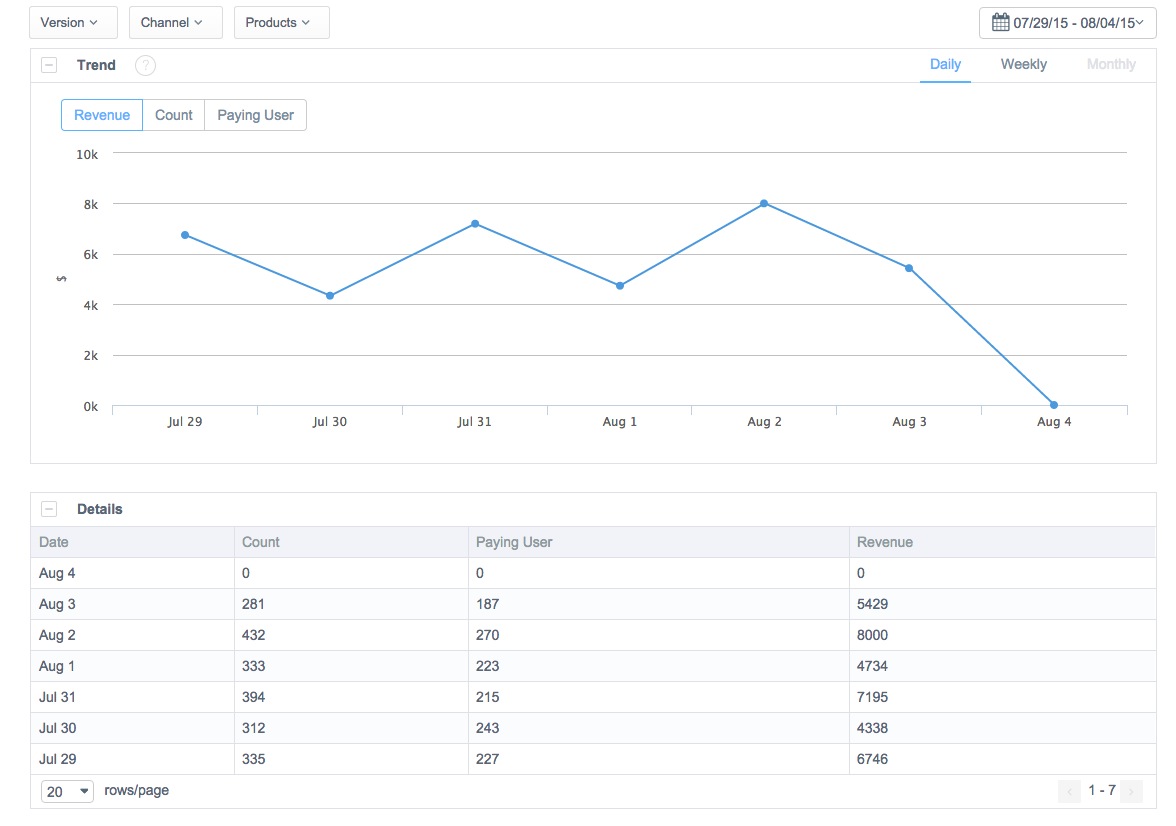 Version Channel Products 07/29/15 - 08/04/15
Trend ? Daily Weekly Monthly
Revenue Count Paying User
10k
8k
6k
$
4k
2k
0k
Jul 29 Jul 30 Jul 31 Aug 1 Aug 2 Aug 3 Aug 4
Details
Date Count Paying User Revenue
Aug 4 0 0 0
Aug 3 281 187 5429
Aug 2 432 270 8000
Aug 1 333 223 4734
Jul 31 394 215 7195
Jul 30 312 243 4338
Jul 29 335 227 6746
20 rows/page < 1 - 7 >